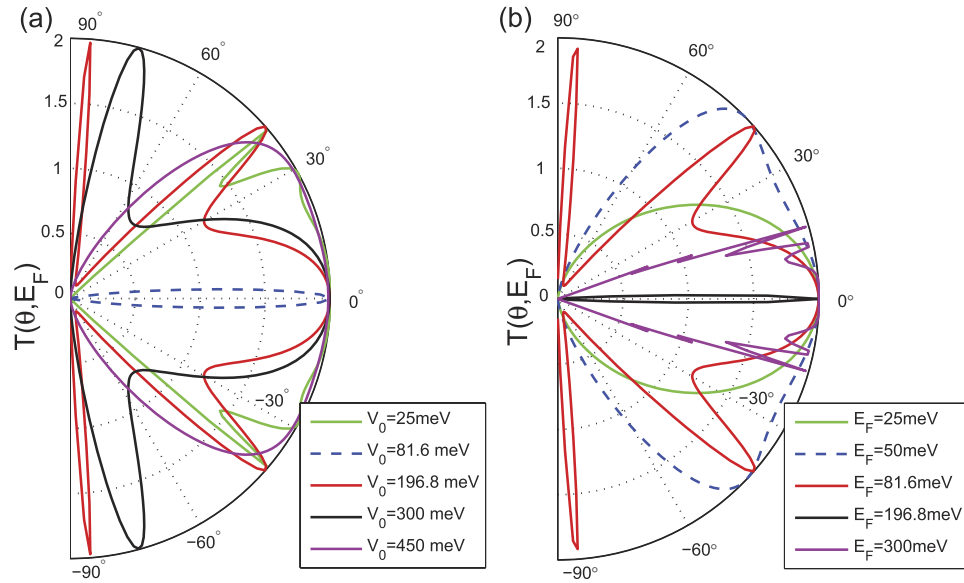 (a)
90°
60°
30°
0°
−30°
−60°
−90°
2
1.5
1
0.5
0
T(θ,E_F)
V_0=25meV
V_0=81.6 meV
V_0=196.8 meV
V_0=300 meV
V_0=450 meV
(b)
90°
60°
30°
0°
−30°
−60°
−90°
2
1.5
1
0.5
0
T(θ,E_F)
E_F=25meV
E_F=50meV
E_F=81.6meV
E_F=196.8meV
E_F=300meV